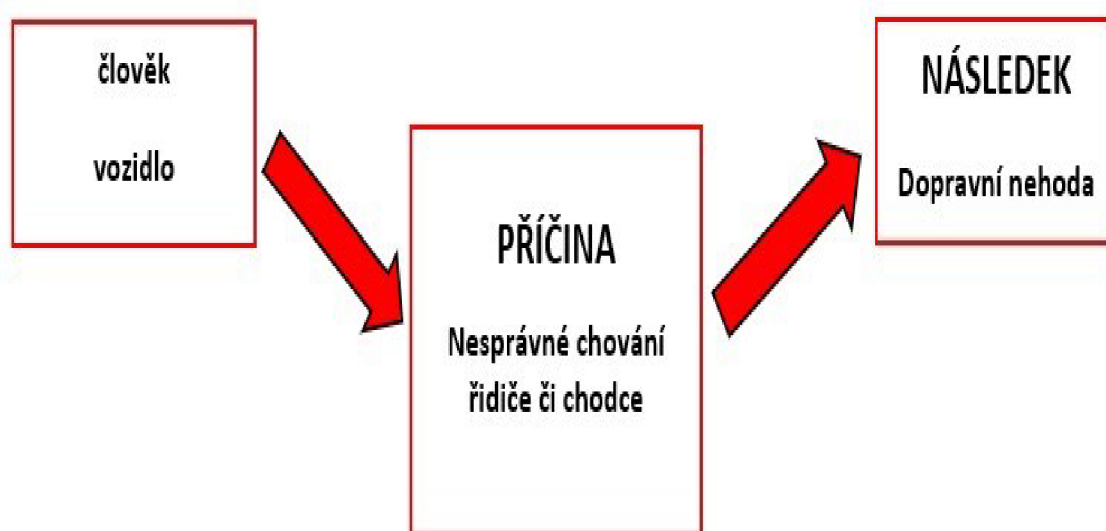 člověk
vozidlo
PŘÍČINA
Nesprávné chování
řidiče či chodce
NÁSLEDEK
Dopravní nehoda